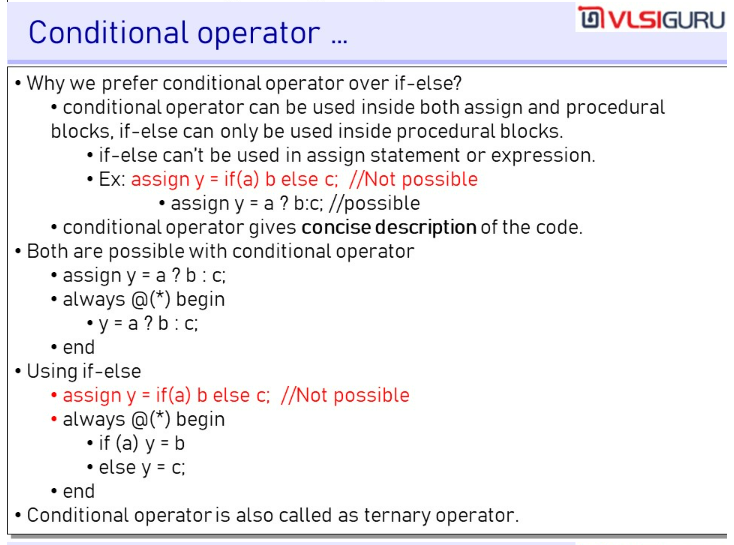 Conditional operator ...
VLSIGURU
• Why we prefer conditional operator over if-else?
• conditional operator can be used inside both assign and procedural
blocks, if-else can only be used inside procedural blocks.
• if-else can't be used in assign statement or expression.
• Ex: assign y = if(a) b else c; //Not possible
• assign y = a ? b:c; //possible
• conditional operator gives concise description of the code.
• Both are possible with conditional operator
• assign y = a ? b : c;
• always @(*) begin
• y = a ? b : c;
• end
• Using if-else
• assign y = if(a) b else c; //Not possible
• always @(*) begin
• if (a) y = b
• else y = c;
• end
• Conditional operator is also called as ternary operator.